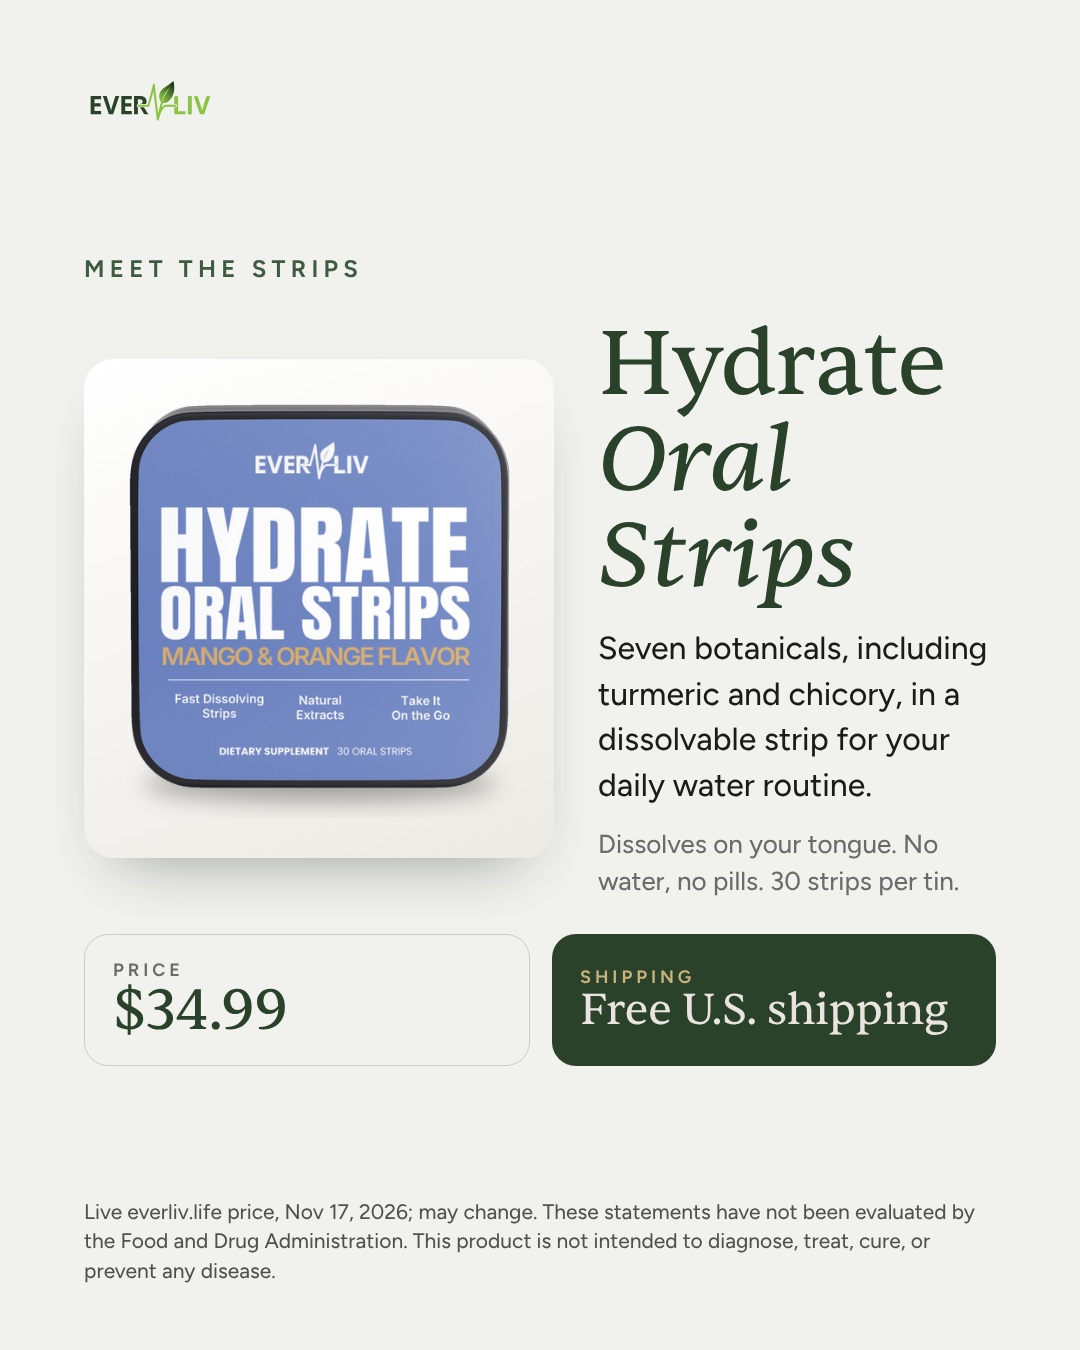 EVERLIV
MEET THE STRIPS
EVERLIV
HYDRATE
ORAL STRIPS
MANGO & ORANGE FLAVOR
Fast Dissolving
Strips
Natural
Extracts
Take It
On the Go
DIETARY SUPPLEMENT 30 ORAL STRIPS
Hydrate
Oral
Strips
Seven botanicals, including
turmeric and chicory, in a
dissolvable strip for your
daily water routine.
Dissolves on your tongue. No
water, no pills. 30 strips per tin.
PRICE
$34.99
SHIPPING
Free U.S. shipping
Live everliv.life price, Nov 17, 2026; may change. These statements have not been evaluated by
the Food and Drug Administration. This product is not intended to diagnose, treat, cure, or
prevent any disease.